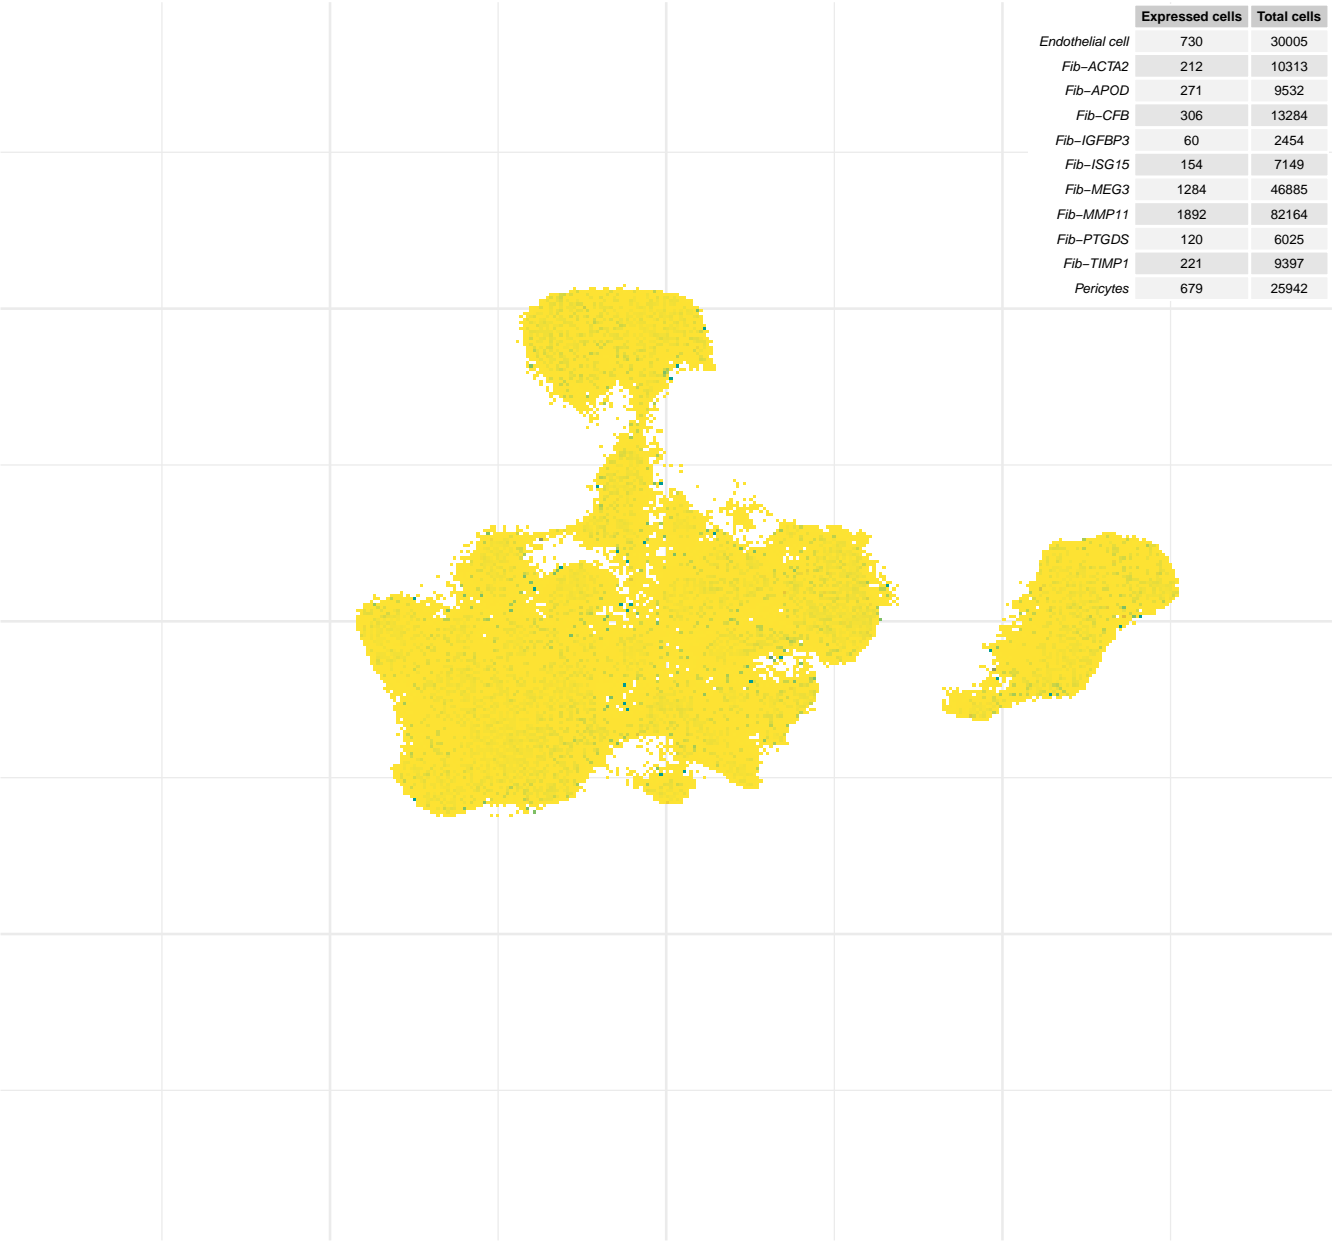 Expressed cells Total cells
Endothelial cell 730 30005
Fib−ACTA2 212 10313
Fib−APOD 271 9532
Fib−CFB 306 13284
Fib−IGFBP3 60 2454
Fib−ISG15 154 7149
Fib−MEG3 1284 46885
Fib−MMP11 1892 82164
Fib−PTGDS 120 6025
Fib−TIMP1 221 9397
Pericytes 679 25942